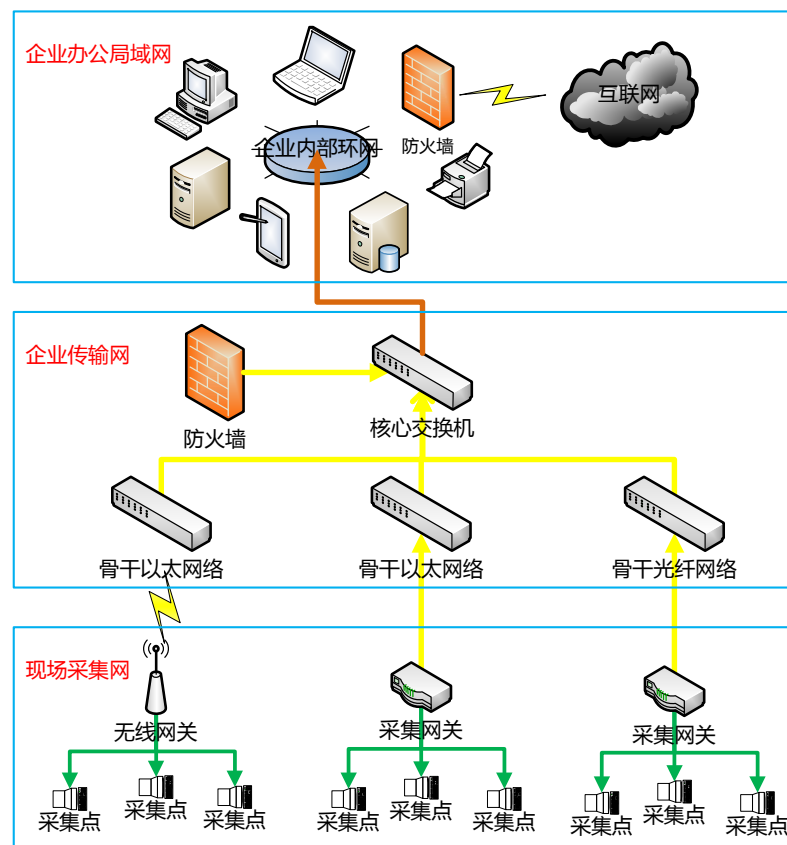 企业办公局域网
互联网
企业内部环网
防火墙
企业传输网
核心交换机
防火墙
骨干以太网络
骨干以太网络
骨干光纤网络
现场采集网
无线网关
采集网关
采集网关
采集点
采集点
采集点
采集点
采集点
采集点
采集点
采集点
采集点